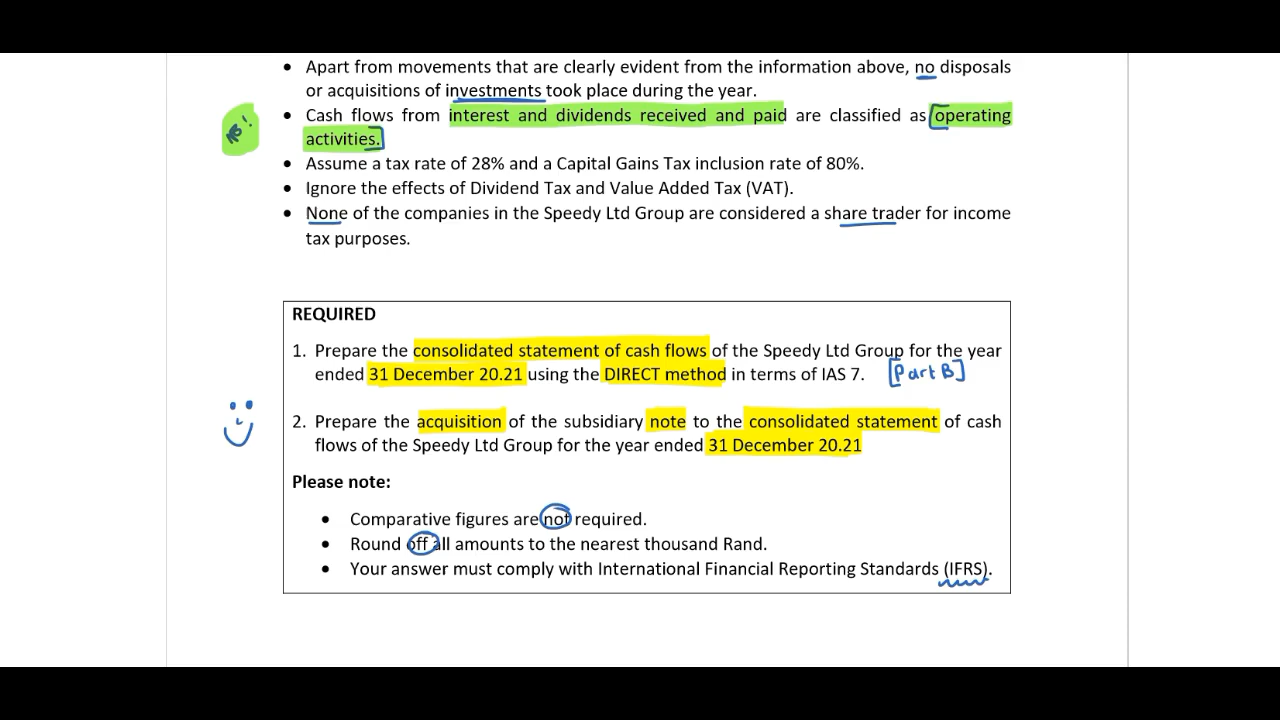 • Apart from movements that are clearly evident from the information above, no disposals
or acquisitions of investments took place during the year.
• Cash flows from interest and dividends received and paid are classified as [operating
activities.]
• Assume a tax rate of 28% and a Capital Gains Tax inclusion rate of 80%.
• Ignore the effects of Dividend Tax and Value Added Tax (VAT).
• None of the companies in the Speedy Ltd Group are considered a share trader for income
tax purposes.
REQUIRED
1. Prepare the consolidated statement of cash flows of the Speedy Ltd Group for the year
ended 31 December 20.21 using the DIRECT method in terms of IAS 7. [Part B]
2. Prepare the acquisition of the subsidiary note to the consolidated statement of cash
flows of the Speedy Ltd Group for the year ended 31 December 20.21
Please note:
• Comparative figures are not required.
• Round off all amounts to the nearest thousand Rand.
• Your answer must comply with International Financial Reporting Standards (IFRS).